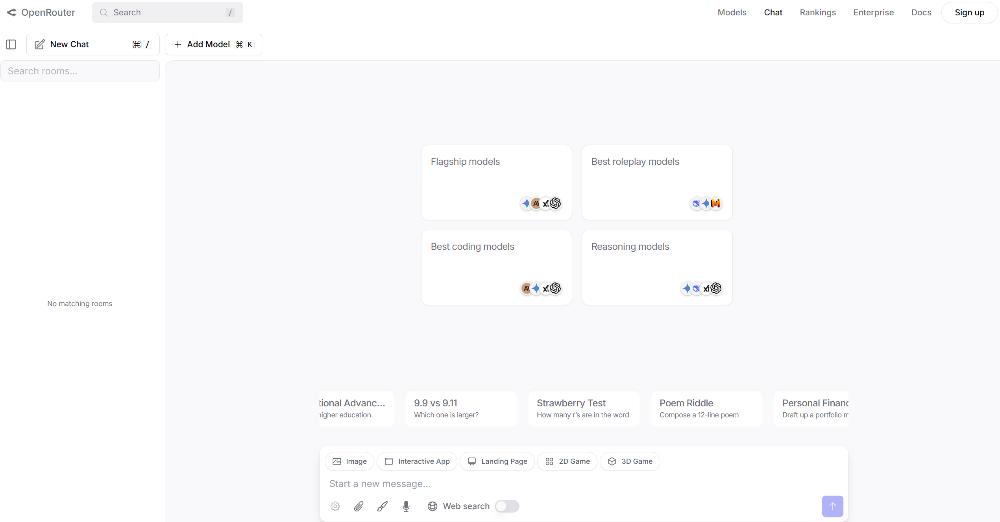 OpenRouter
Search
/
Models
Chat
Rankings
Enterprise
Docs
Sign up
New Chat
⌘ /
Add Model
⌘ K
Search rooms...
No matching rooms
Flagship models
Best roleplay models
Best coding models
Reasoning models
tional Advanc...
higher education.
9.9 vs 9.11
Which one is larger?
Strawberry Test
How many r's are in the word
Poem Riddle
Compose a 12-line poem
Personal Financ
Draft up a portfolio m
Image
Interactive App
Landing Page
2D Game
3D Game
Start a new message...
Web search